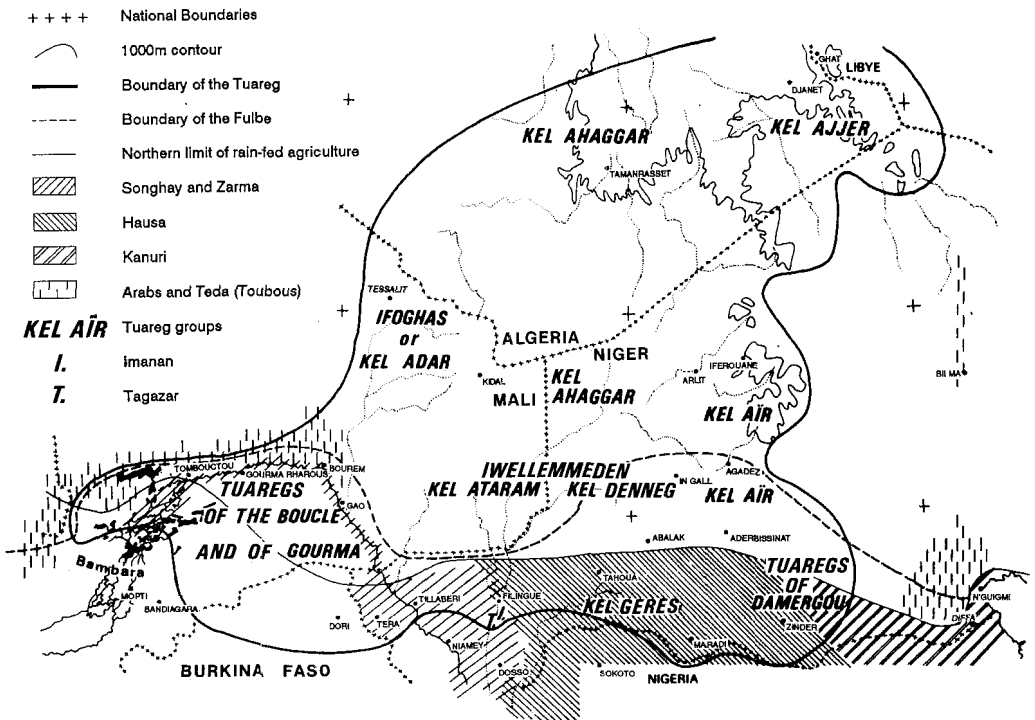 ++++ National Boundaries
1000m contour
Boundary of the Tuareg
Boundary of the Fulbe
Northern limit of rain-fed agriculture
Songhay and Zarma
Hausa
Kanuri
Arabs and Teda (Toubous)
KEL AÏR Tuareg groups
I. Imanan
T. Tagazar
GHAT
LIBYE
DJANET
KEL AHAGGAR
KEL AJJER
TAMANRASSET
TESSALIT
IFOGHAS
or
KEL ADAR
ALGERIA
NIGER
KIDAL
MALI
KEL
AHAGGAR
ARLIT
IFEROUANE
BILMA
KEL AÏR
TOMBOUCTOU
GOURMA RHAROUS
BOUREM
TUAREGS
OF THE BOUCLE
AND OF GOURMA
GAO
IWELLEMMEDEN
KEL ATARAM
KEL DENNEG
IN GALL
AGADEZ
KEL AÏR
ABALAK
ADERBISSINAT
Bambara
MOPTI
BANDIAGARA
TAHOUA
TUAREGS
OF
DAMERGOU
N'GUIGMI
DIFFA
TILLABERI
FILINGUE
I.
T.
KEL GERÈS
DORI
TERA
NIAMEY
ZINDER
MARADI
BURKINA FASO
DOSSO
SOKOTO
NIGERIA